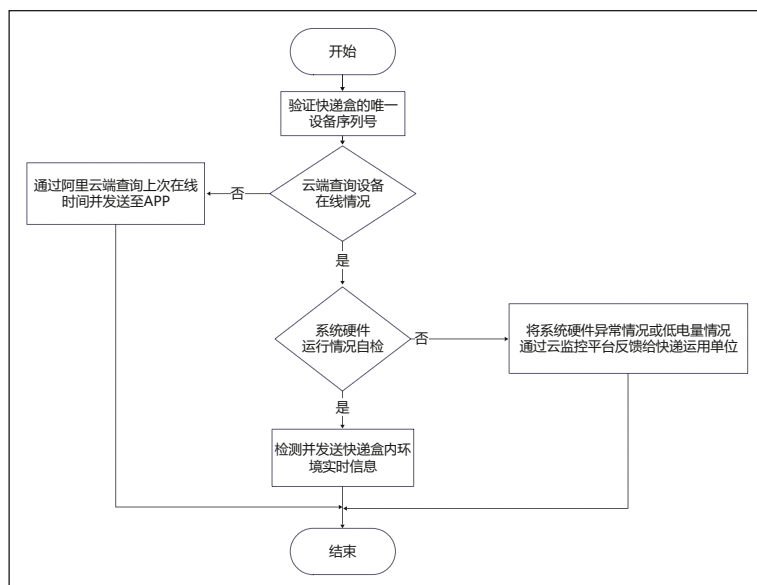 开始
验证快递盒的唯一
设备序列号
通过阿里云端查询上次在线
时间并发送至APP
否
云端查询设备
在线情况
是
系统硬件
运行情况自检
否
将系统硬件异常情况或低电量情况
通过云监控平台反馈给快递运用单位
是
检测并发送快递盒内环
境实时信息
结束